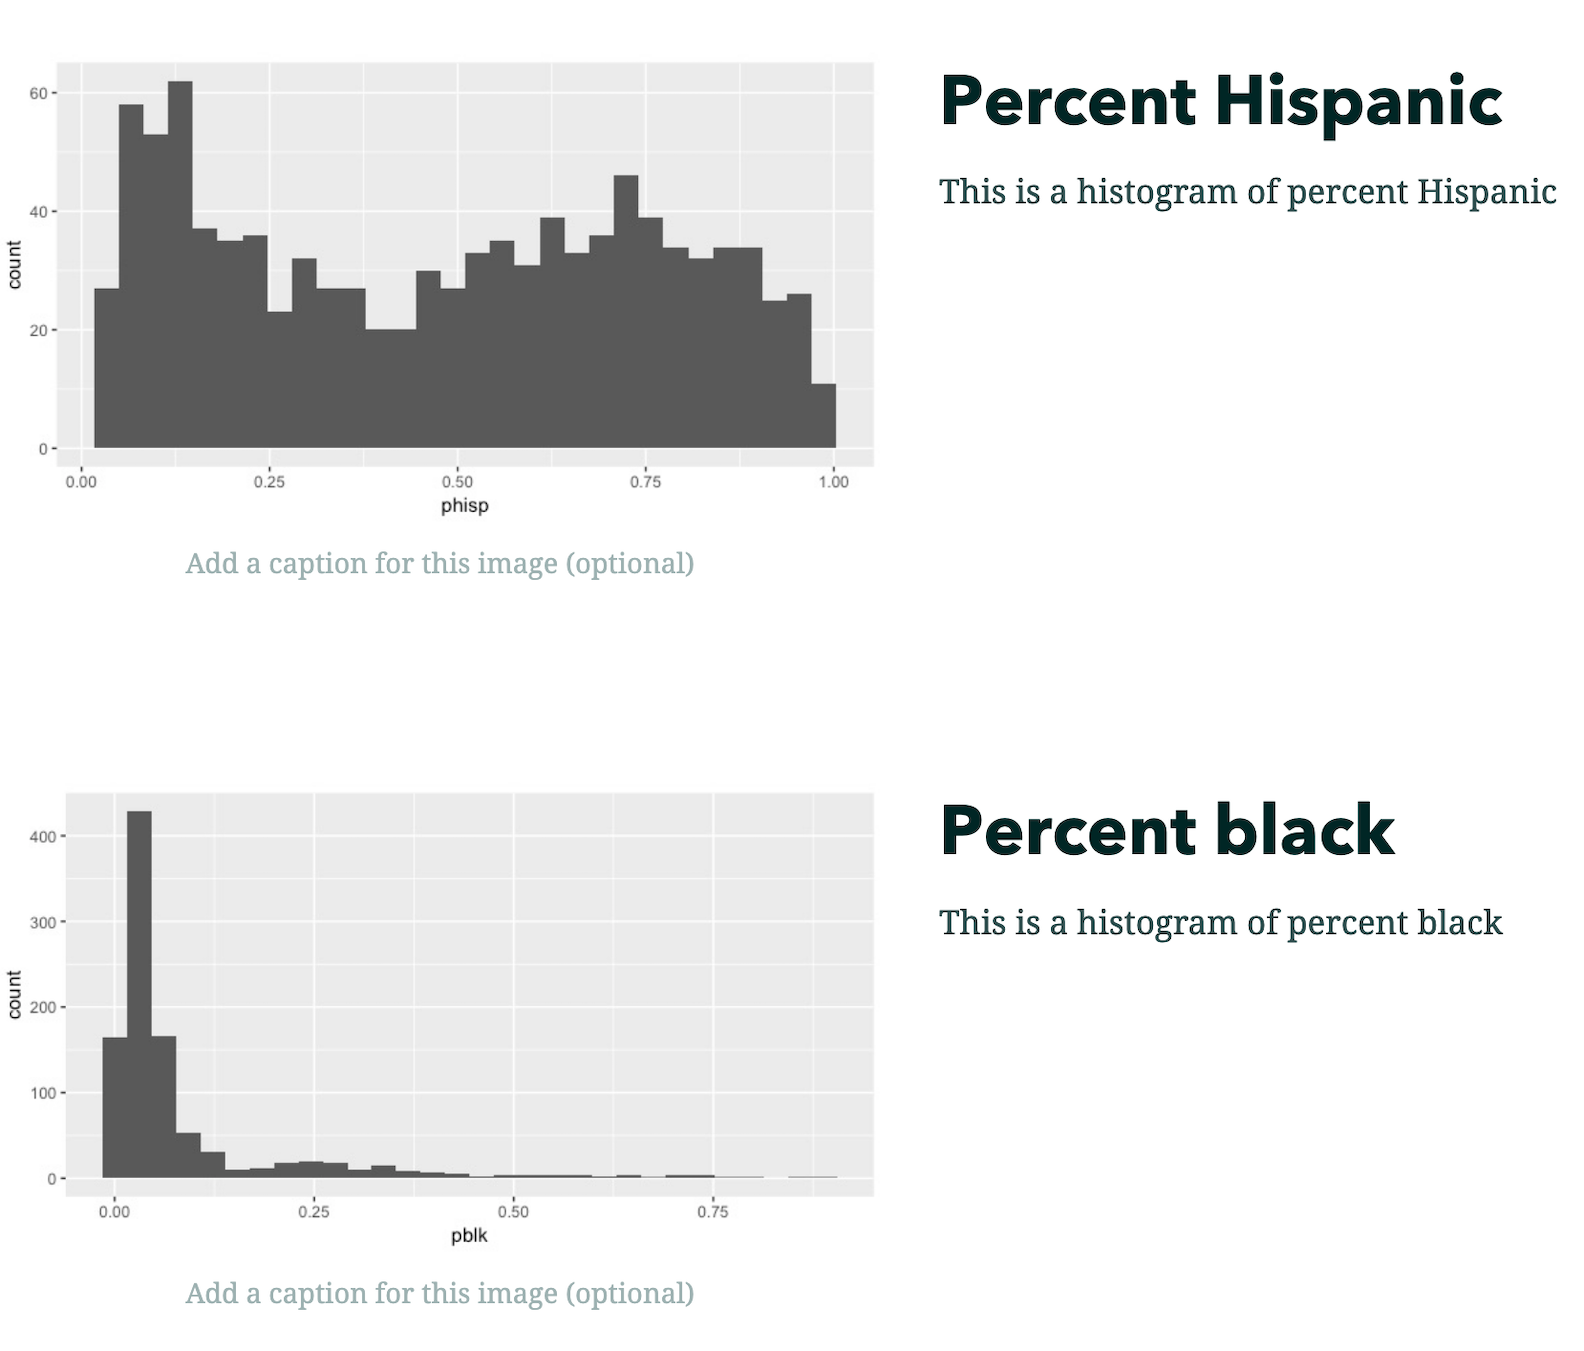 60
40
20
0
count
0.00 0.25 0.50 0.75 1.00
phisp
Add a caption for this image (optional)
Percent Hispanic
This is a histogram of percent Hispanic
400
300
200
100
0
count
0.00 0.25 0.50 0.75
pblk
Add a caption for this image (optional)
Percent black
This is a histogram of percent black